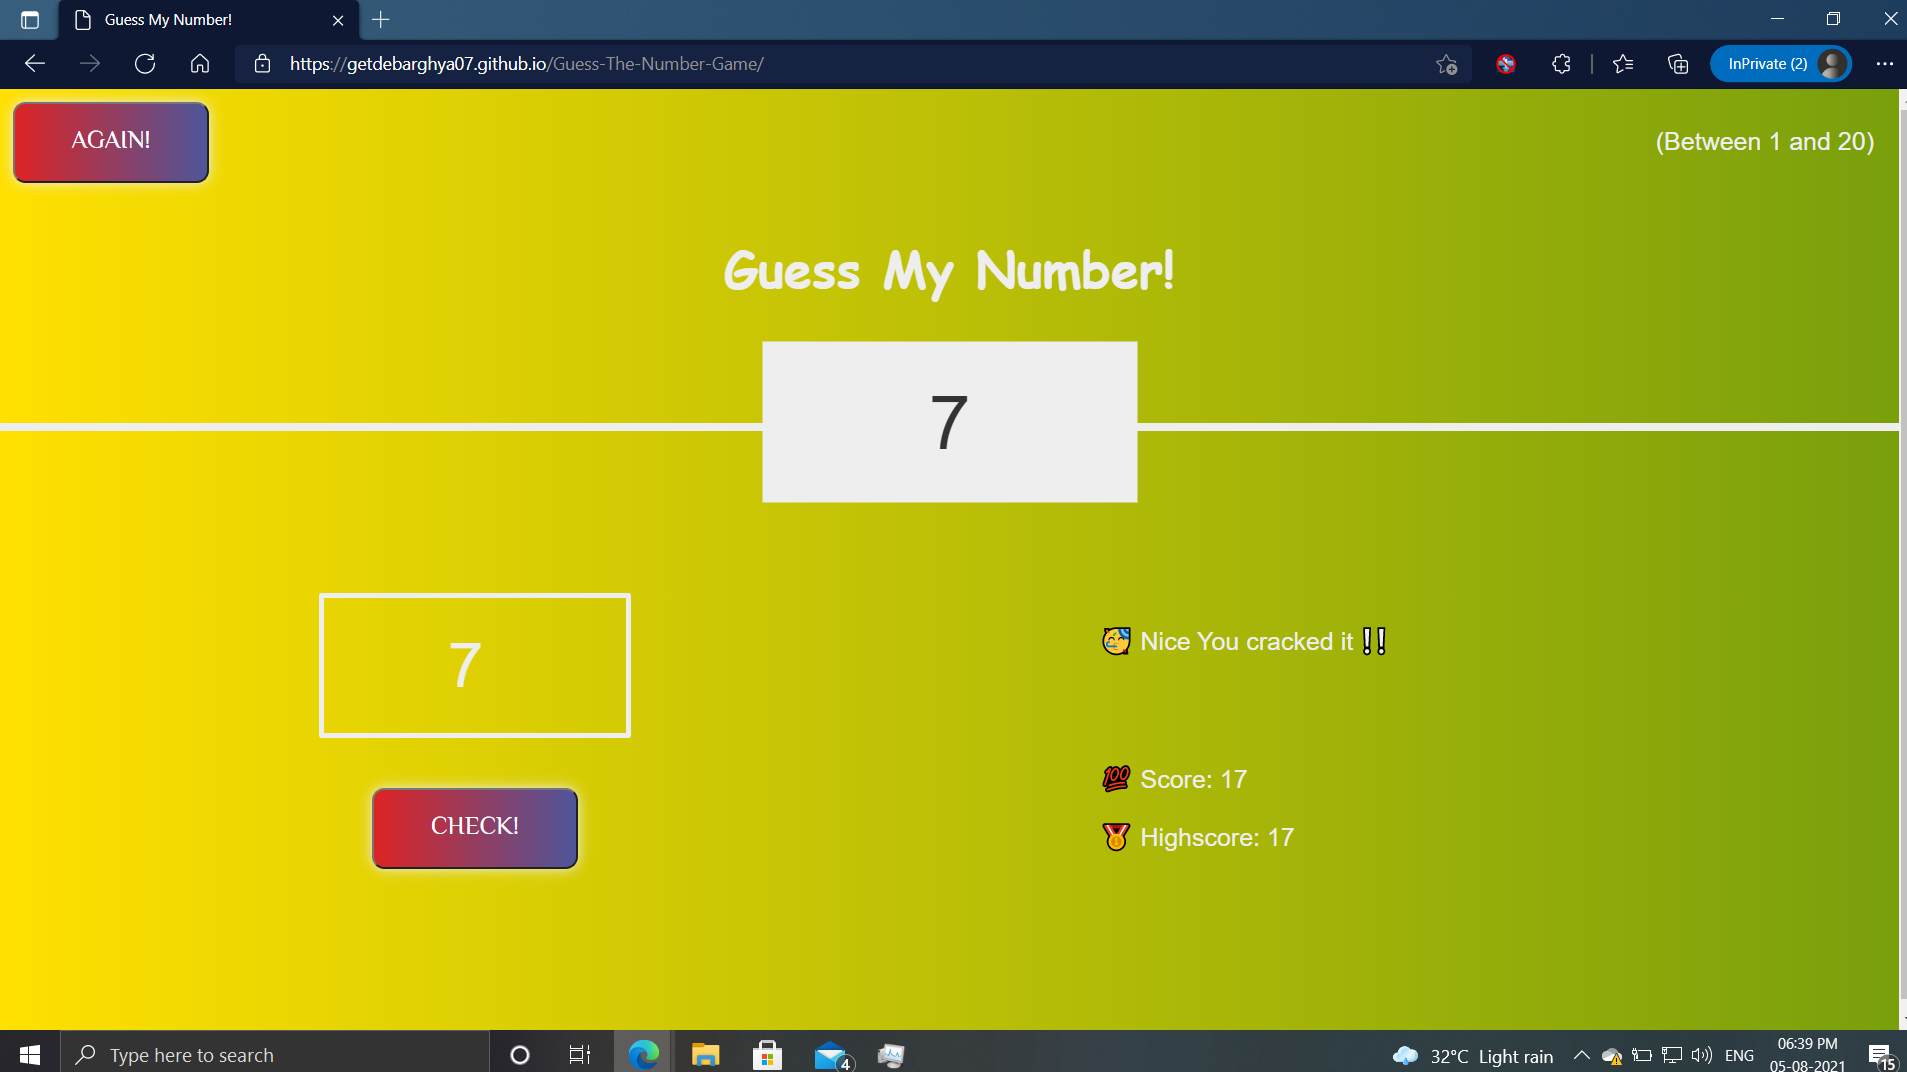 Guess My Number!
https://getdebarghya07.github.io/Guess-The-Number-Game/
InPrivate (2)
AGAIN!
(Between 1 and 20)
Guess My Number!
7
7
🥳 Nice You cracked it ‼️
CHECK!
💯 Score: 17
🥇 Highscore: 17
Type here to search
4
32°C Light rain
ENG
06:39 PM
05-08-2021
15